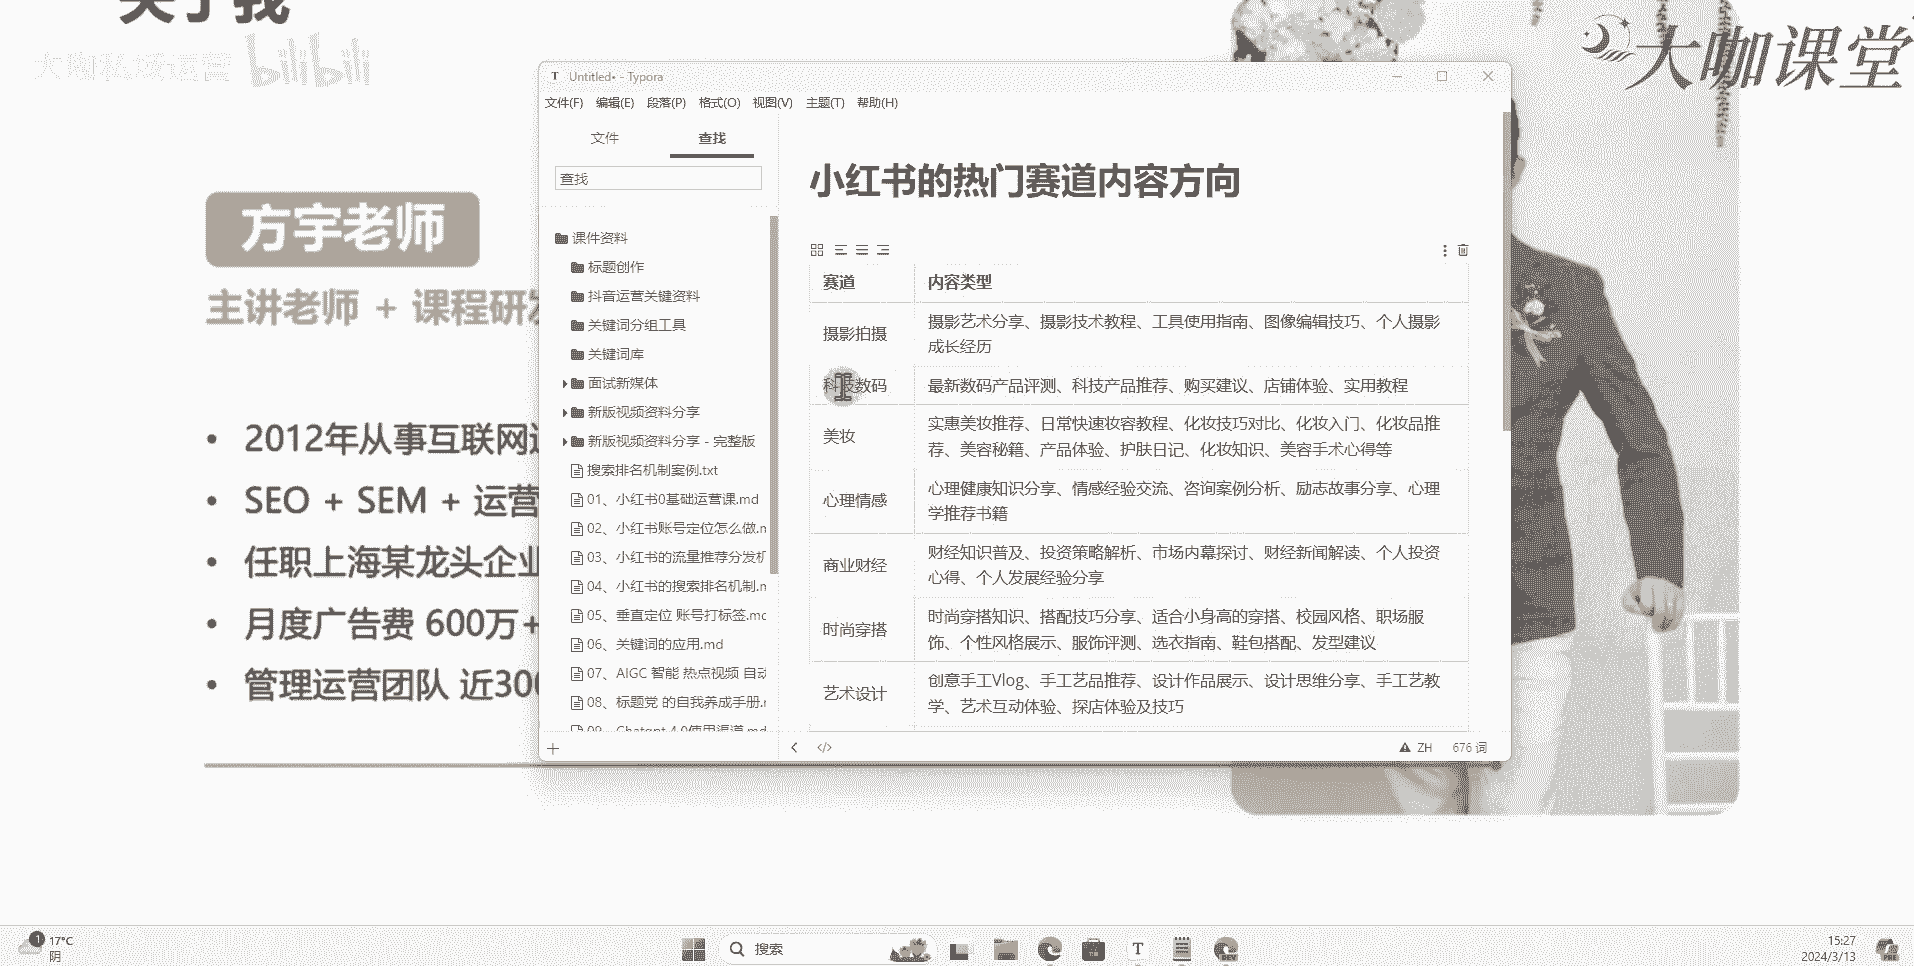 关于我
大咖私域运营 bilibili
大咖课堂
方宇老师
主讲老师 + 课程研发
2012年从事互联网
SEO + SEM + 运营
任职上海某龙头企业
月度广告费 600万+
管理运营团队 近300
Untitled• - Typora
文件(F) 编辑(E) 段落(P) 格式(O) 视图(V) 主题(T) 帮助(H)
文件 查找
查找
课件资料
标题创作
抖音运营关键资料
关键词分组工具
关键词库
面试新媒体
新版视频资料分享
新版视频资料分享 - 完整版
搜索排名机制案例.txt
01、小红书0基础运营课.md
02、小红书账号定位怎么做.m
03、小红书的流量推荐分发机
04、小红书的搜索排名机制.m
05、垂直定位 账号打标签.mc
06、关键词的应用.md
07、AIGC 智能 热点视频 自动
08、标题党 的自我养成手册.r
09、Chatgpt 4.0使用渠道.md
小红书的热门赛道内容方向
赛道 内容类型
摄影拍摄 摄影艺术分享、摄影技术教程、工具使用指南、图像编辑技巧、个人摄影
成长经历
科技数码 最新数码产品评测、科技产品推荐、购买建议、店铺体验、实用教程
美妆 实惠美妆推荐、日常快速妆容教程、化妆技巧对比、化妆入门、化妆品推
荐、美容秘籍、产品体验、护肤日记、化妆知识、美容手术心得等
心理情感 心理健康知识分享、情感经验交流、咨询案例分析、励志故事分享、心理
学推荐书籍
商业财经 财经知识普及、投资策略解析、市场内幕探讨、财经新闻解读、个人投资
心得、个人发展经验分享
时尚穿搭 时尚穿搭知识、搭配技巧分享、适合小身高的穿搭、校园风格、职场服
饰、个性风格展示、服饰评测、选衣指南、鞋包搭配、发型建议
艺术设计 创意手工Vlog、手工艺品推荐、设计作品展示、设计思维分享、手工艺教
学、艺术互动体验、探店体验及技巧
ZH 676 词
1 17°C
阴
搜索
DEV
15:27
2024/3/13
PRE